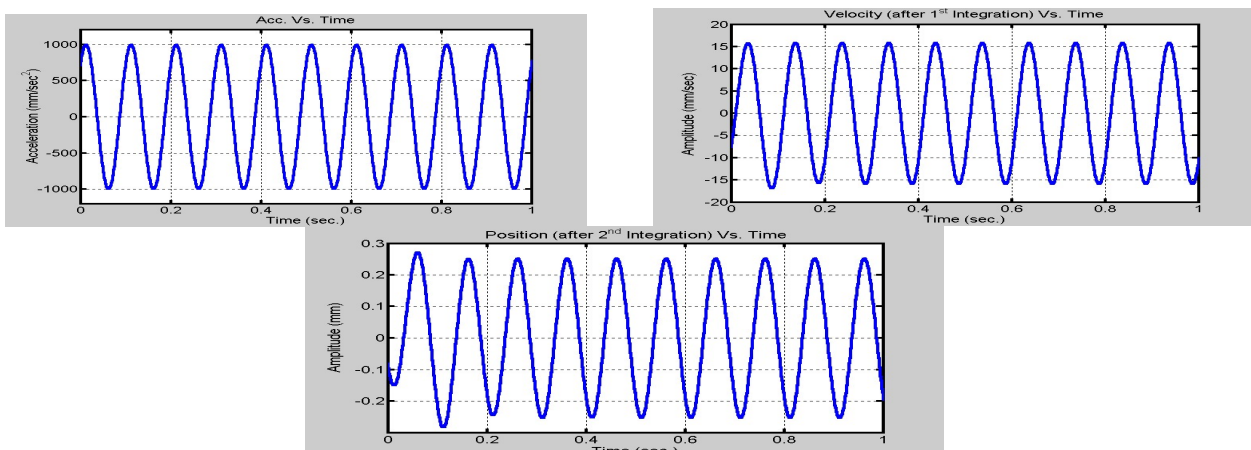 Acc. Vs. Time
Acceleration (mm/sec²)
1000
500
0
-500
-1000
0 0.2 0.4 0.6 0.8 1
Time (sec.)
Velocity (after 1st Integration) Vs. Time
Amplitude (mm/sec)
20
15
10
5
0
-5
-10
-15
-20
0 0.2 0.4 0.6 0.8 1
Time (sec.)
Position (after 2nd Integration) Vs. Time
Amplitude (mm)
0.3
0.2
0.1
0
-0.1
-0.2
0 0.2 0.4 0.6 0.8 1
Time (sec.)